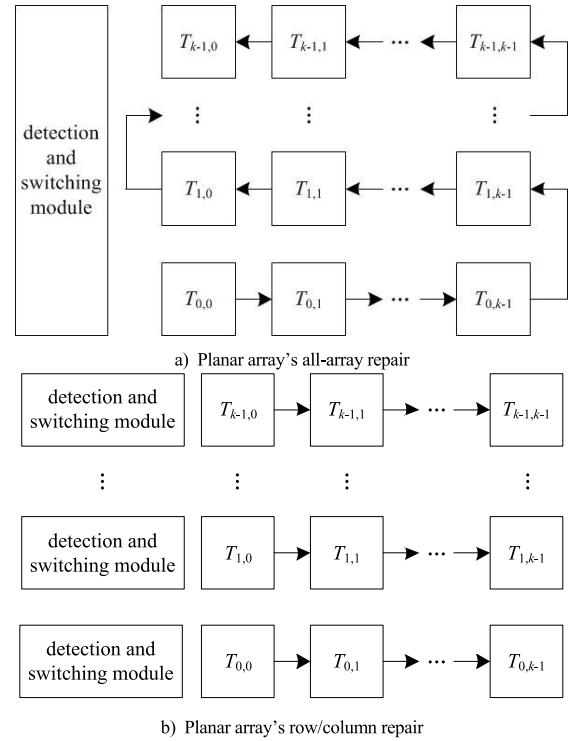 detection
and
switching
module
T_{k-1,0} T_{k-1,1} ... T_{k-1,k-1}
⋮ ⋮ ⋮
T_{1,0} T_{1,1} ... T_{1,k-1}
T_{0,0} T_{0,1} ... T_{0,k-1}
a) Planar array's all-array repair
detection and
switching module
T_{k-1,0} T_{k-1,1} ... T_{k-1,k-1}
⋮ ⋮ ⋮ ⋮
detection and
switching module
T_{1,0} T_{1,1} ... T_{1,k-1}
detection and
switching module
T_{0,0} T_{0,1} ... T_{0,k-1}
b) Planar array's row/column repair